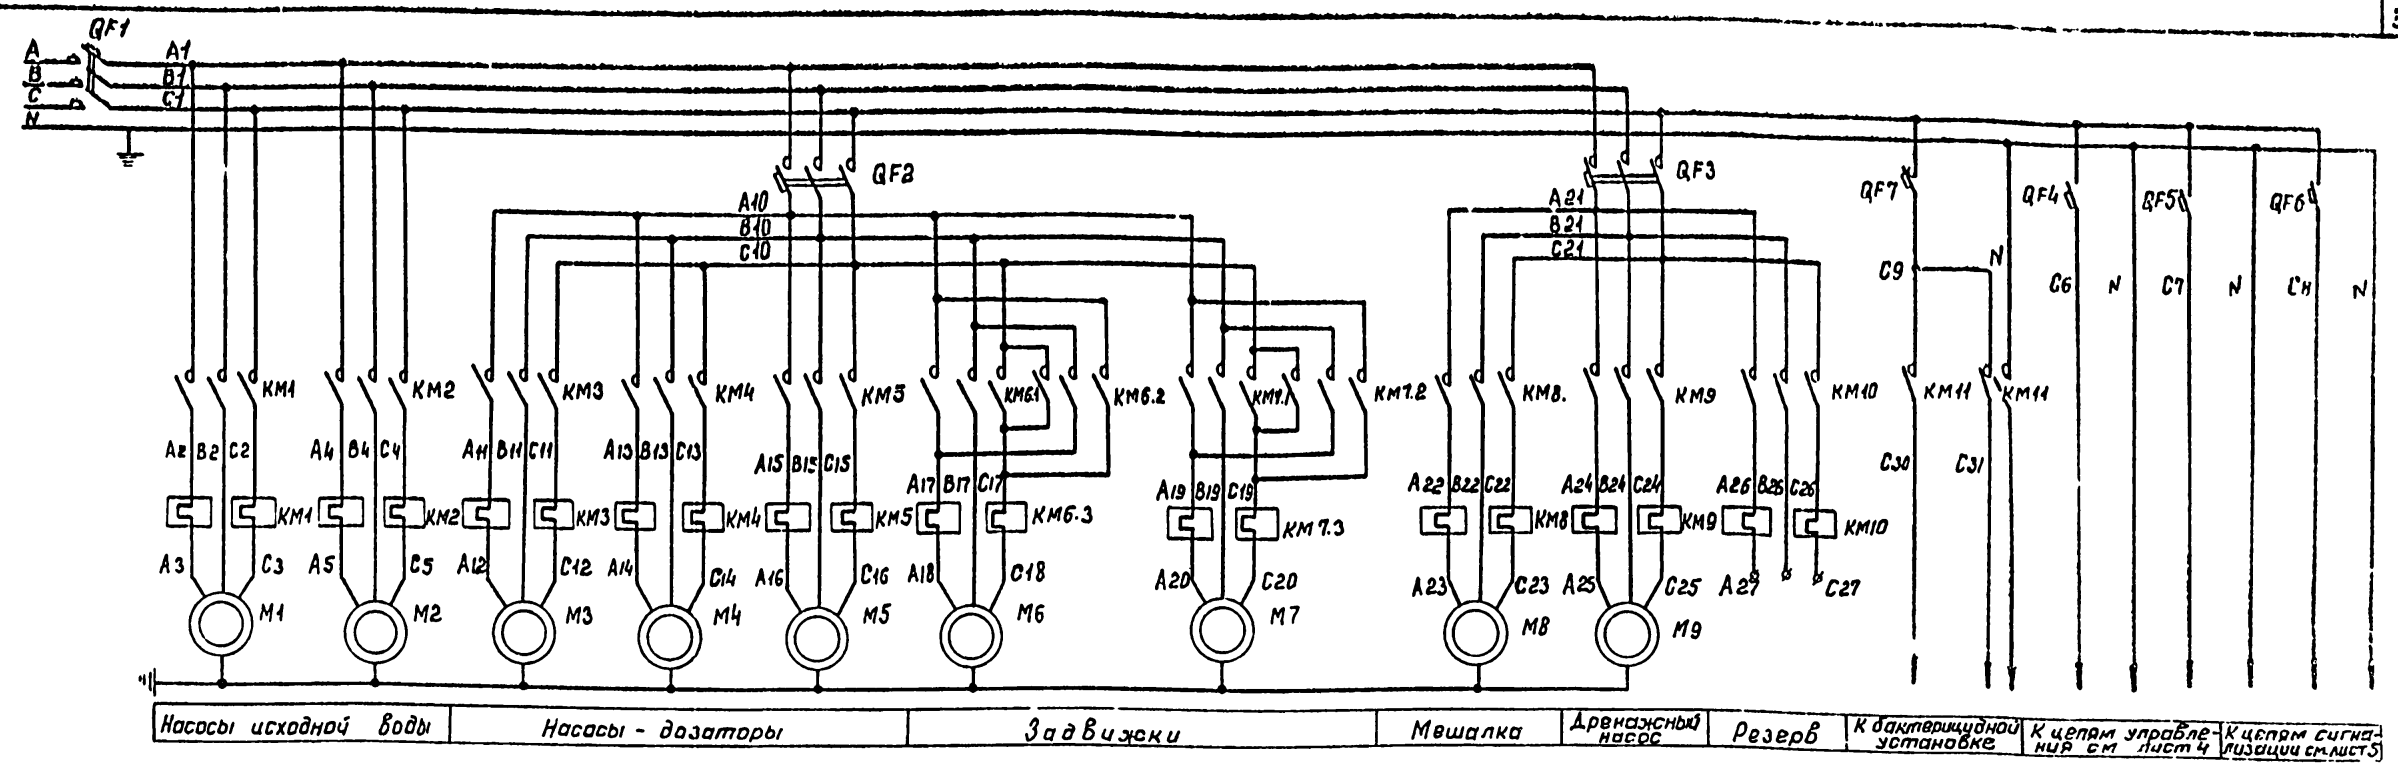 QF1
A
B
C
N
A1
B1
C1
QF2
QF3
A10
B10
C10
A21
B21
C21
QF7
QF4
QF5
QF6
C9
N
C6
N
C7
N
N
KM1
KM2
KM3
KM4
KM5
KM6.1
KM6.2
KM7.1
KM7.2
KM8.
KM9
KM10
KM11
KM11
A2 B2 C2
A4 B4 C4
A11 B11 C11
A13 B13 C13
A15 B15 C15
A17 B17 C17
A19 B19 C19
A22 B22 C22
A24 B24 C24
A26 B26 C26
C30
C31
KM1
KM2
KM3
KM4
KM5
KM6.3
KM7.3
KM8
KM9
KM10
A3 C3
A5 C5
A12 C12
A14 C14
A16 C16
A18 C18
A20 C20
A23 C23
A25 C25
A27 C27
M1
M2
M3
M4
M5
M6
M7
M8
M9
Насосы исходной воды
Насосы - дозаторы
Задвижки
Мешалка
Дренажный
насос
Резерв
К бактерицидной
установке
К цепям управле-
ния см лист 4
К цепям сигна-
лизации см.лист5